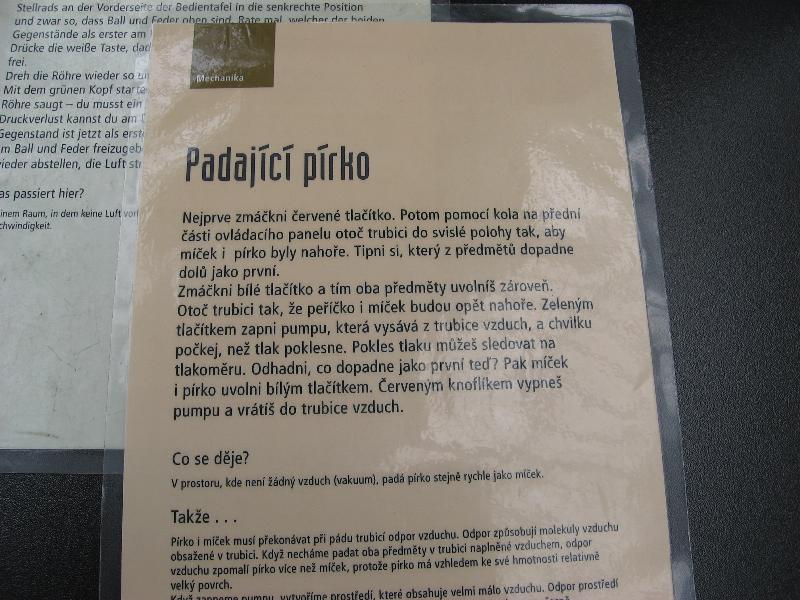 Stellrads an der Vorderseite der Bedientafel in die senkrechte Position
und zwar so, dass Ball und Feder oben sind. Rate mal, welcher der beiden
Gegenstände als erster am
Drücke die weiße Taste, dad
frei.
Dreh die Röhre wieder so un
Mit dem grünen Kopf starte
Röhre saugt – du musst ein
Druckverlust kannst du am
Gegenstand ist jetzt als erst
m Ball und Feder freizugeb
ieder abstellen, die Luft st
as passiert hier?
inem Raum, in dem keine Luft vor
chwindigkeit.
Mechanika
Padající pírko
Nejprve zmáčkni červené tlačítko. Potom pomocí kola na přední
části ovládacího panelu otoč trubici do svislé polohy tak, aby
míček i pírko byly nahoře. Tipni si, který z předmětů dopadne
dolů jako první.
Zmáčkni bílé tlačítko a tím oba předměty uvolníš zároveň.
Otoč trubici tak, že peříčko i míček budou opět nahoře. Zeleným
tlačítkem zapni pumpu, která vysává z trubice vzduch, a chvilku
počkej, než tlak poklesne. Pokles tlaku můžeš sledovat na
tlakoměru. Odhadni, co dopadne jako první teď? Pak míček
i pírko uvolni bílým tlačítkem. Červeným knoflíkem vypneš
pumpu a vrátíš do trubice vzduch.
Co se děje?
V prostoru, kde není žádný vzduch (vakuum), padá pírko stejně rychle jako míček.
Takže . . .
Pírko i míček musí překonávat při pádu trubicí odpor vzduchu. Odpor způsobují molekuly vzduchu
obsažené v trubici. Když necháme padat oba předměty v trubici naplněné vzduchem, odpor
vzduchu zpomalí pírko více než míček, protože pírko má vzhledem ke své hmotnosti relativně
velký povrch.
Když zapneme pumpu, vytvoříme prostředí, které obsahuje velmi málo vzduchu. Odpor prostředí